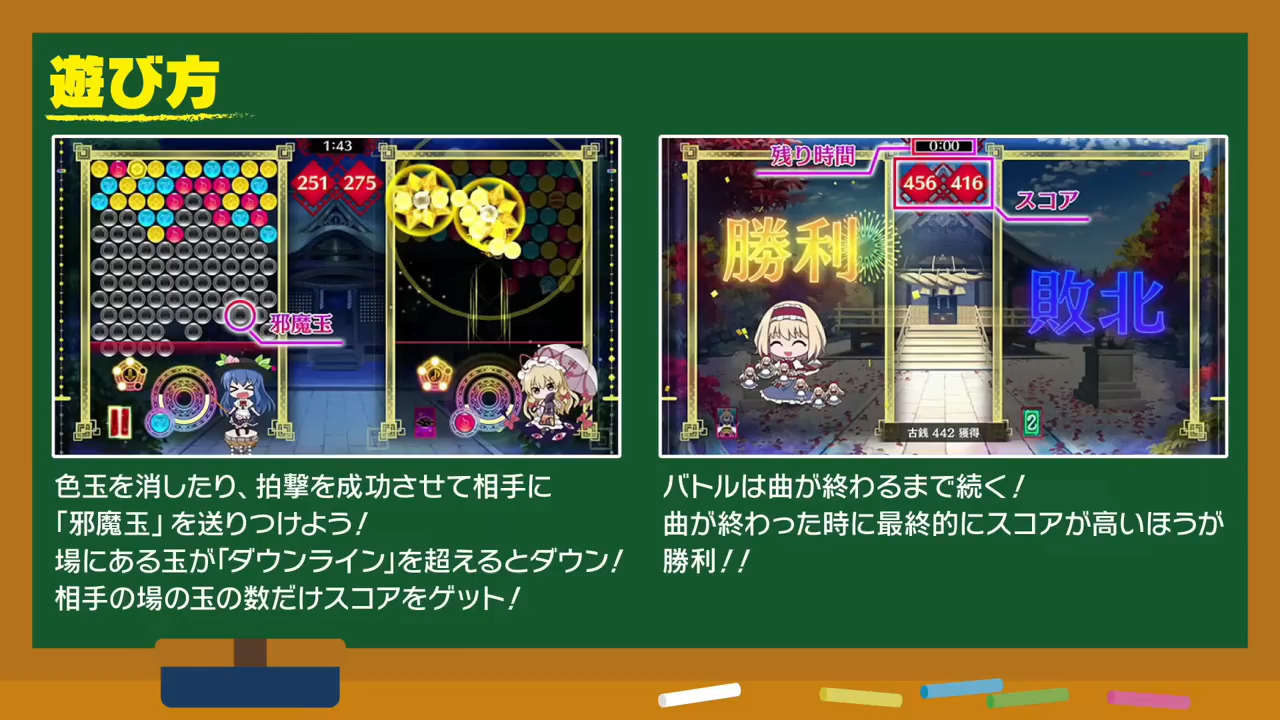 遊び方
1:43
251 275
邪魔玉
0:00
残り時間
456 416
スコア
勝利
敗北
古銭 442 獲得
色玉を消したり、拍撃を成功させて相手に
「邪魔玉」を送りつけよう!
場にある玉が「ダウンライン」を超えるとダウン!
相手の場の玉の数だけスコアをゲット!
バトルは曲が終わるまで続く!
曲が終わった時に最終的にスコアが高いほうが
勝利!!